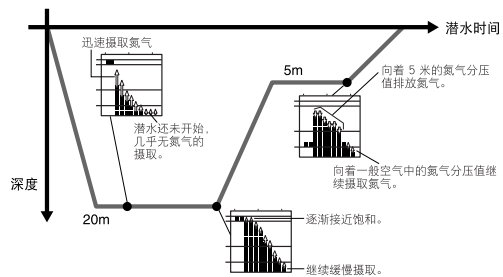 潜水时间
迅速摄取氮气
5m
向着 5 米的氮气分压
值排放氮气。
潜水还未开始,
几乎无氮气的
摄取。
向着一般空气中的氮气分压值继
续摄取氮气。
深度
20m
逐渐接近饱和。
继续缓慢摄取。